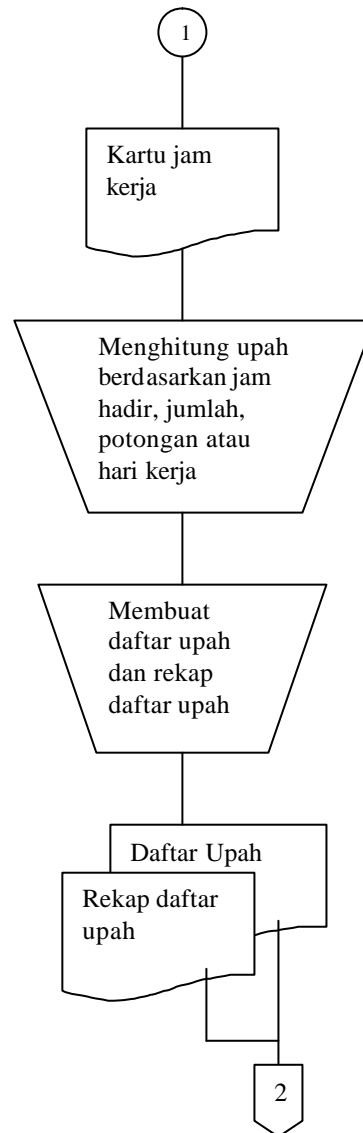 1
Kartu jam
kerja
Menghitung upah
berdasarkan jam
hadir, jumlah,
potongan atau
hari kerja
Membuat
daftar upah
dan rekap
daftar upah
Daftar Upah
Rekap daftar
upah
2